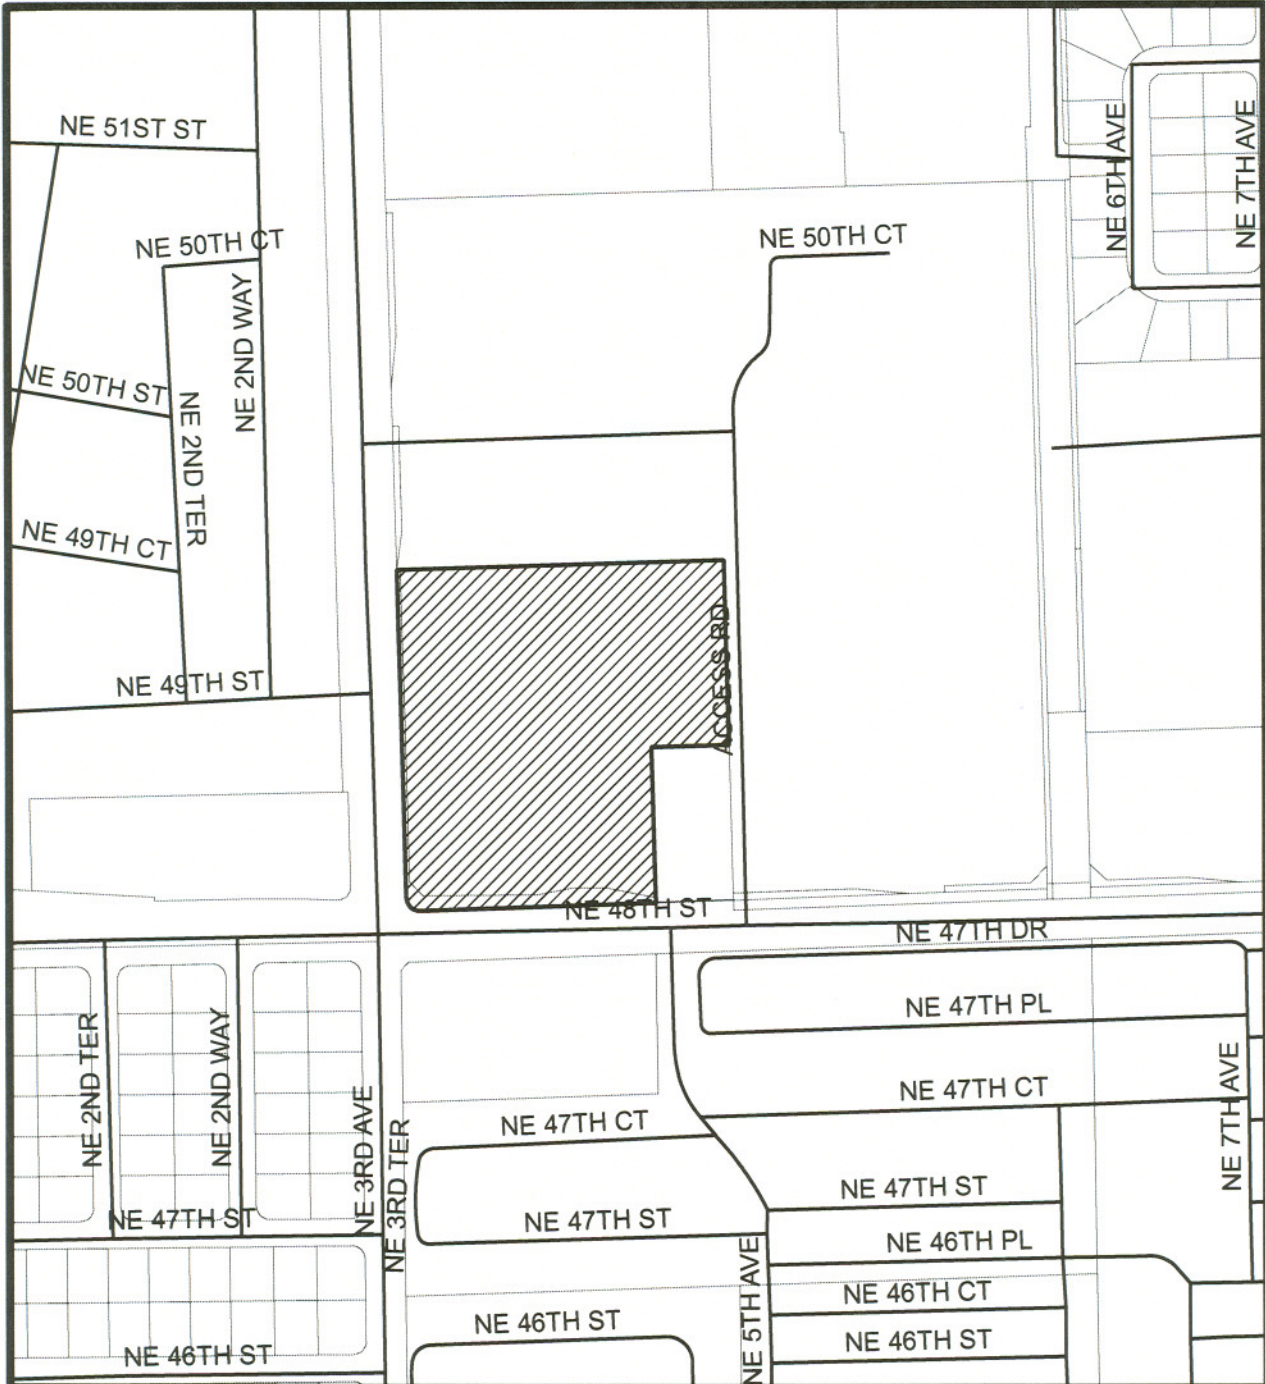 NE 51ST ST
NE 6TH AVE
NE 7TH AVE
NE 50TH CT
NE 50TH CT
NE 2ND WAY
NE 50TH ST
NE 2ND TER
NE 49TH CT
ACCESS RD
NE 49TH ST
NE 48TH ST
NE 47TH DR
NE 47TH PL
NE 2ND TER
NE 2ND WAY
NE 3RD AVE
NE 3RD TER
NE 47TH CT
NE 47TH CT
NE 7TH AVE
NE 47TH ST
NE 47TH ST
NE 47TH ST
NE 46TH PL
NE 5TH AVE
NE 46TH CT
NE 46TH ST
NE 46TH ST
NE 46TH ST